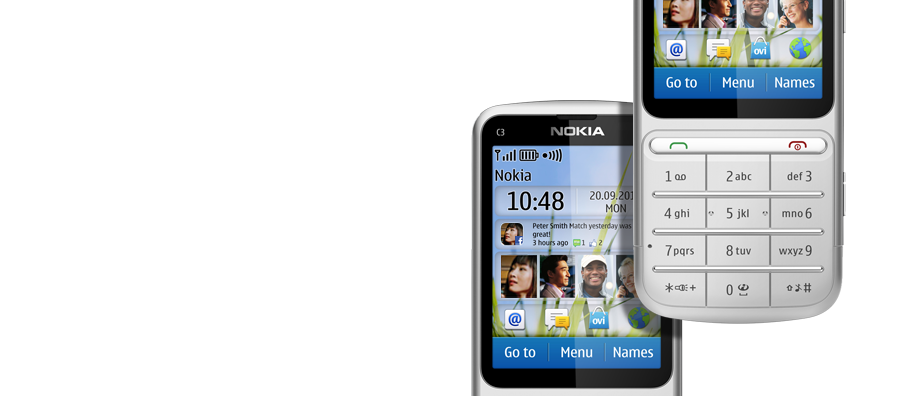 ovi
Go to Menu Names
1
2 abc
def 3
4 ghi
5 jkl
mno 6
7 pqrs
8 tuv
wxyz 9
* +
0
#
C3
NOKIA
Nokia
10:48
20.09.20
MON
Peter Smith Match yesterday was
great!
3 hours ago 1 2
ovi
Go to Menu Names